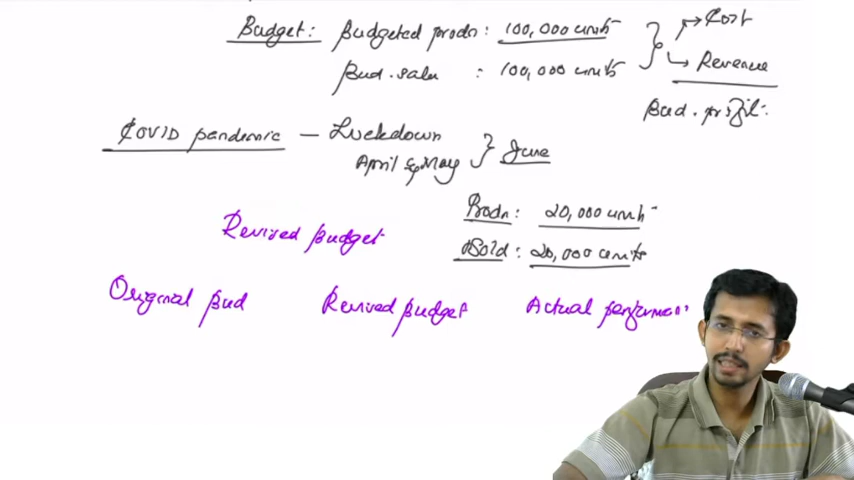 Budget: Budgeted prodn: 100,000 units → Cost
Bud. sales : 100,000 units → Revenue
Bud. profit.
COVID pandemic — Lockdown
April & May } June
Prodn: 20,000 units
Revised budget
Sold : 20,000 units
Original Bud Revised budget Actual performan